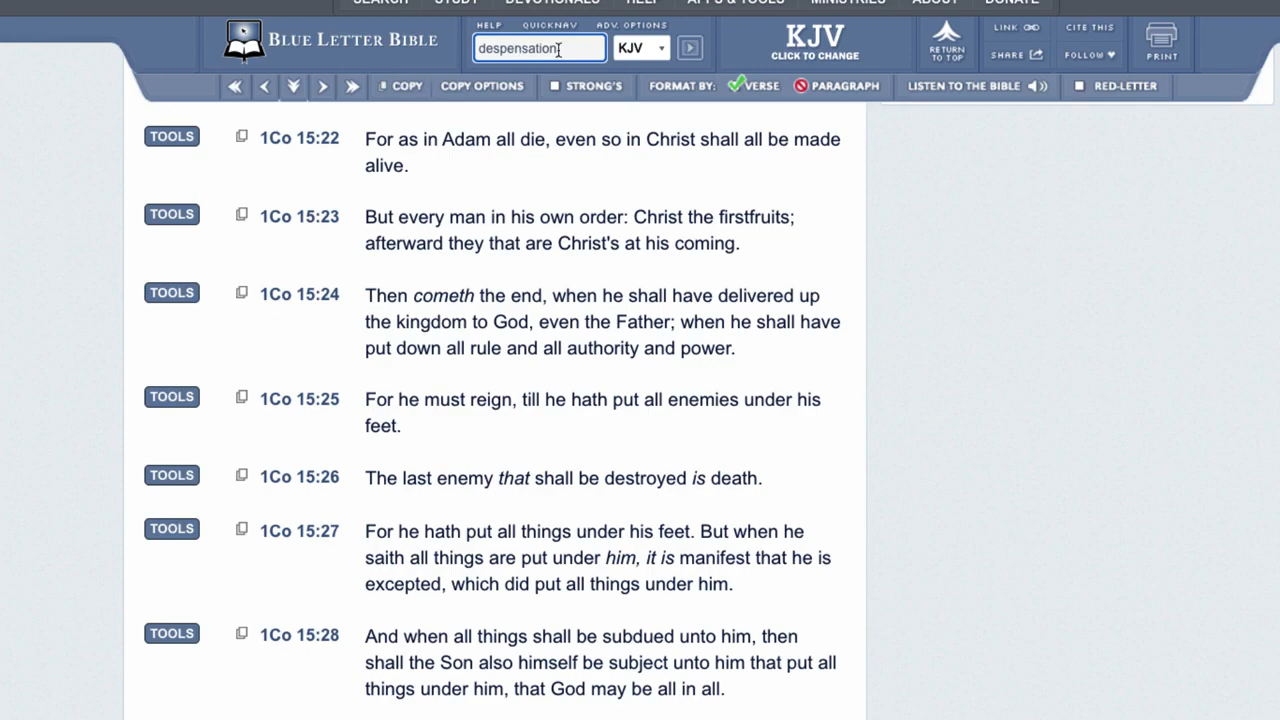 SEARCH STUDY DEVOTIONALS HELP APPS & TOOLS MINISTRIES ABOUT DONATE
HELP QUICKNAV ADV. OPTIONS
BLUE LETTER BIBLE
despensation
KJV
KJV
CLICK TO CHANGE
RETURN
TO TOP
LINK
CITE THIS
SHARE
FOLLOW
PRINT
COPY COPY OPTIONS STRONG'S FORMAT BY: VERSE PARAGRAPH LISTEN TO THE BIBLE RED-LETTER
TOOLS 1Co 15:22 For as in Adam all die, even so in Christ shall all be made
alive.
TOOLS 1Co 15:23 But every man in his own order: Christ the firstfruits;
afterward they that are Christ's at his coming.
TOOLS 1Co 15:24 Then cometh the end, when he shall have delivered up
the kingdom to God, even the Father; when he shall have
put down all rule and all authority and power.
TOOLS 1Co 15:25 For he must reign, till he hath put all enemies under his
feet.
TOOLS 1Co 15:26 The last enemy that shall be destroyed is death.
TOOLS 1Co 15:27 For he hath put all things under his feet. But when he
saith all things are put under him, it is manifest that he is
excepted, which did put all things under him.
TOOLS 1Co 15:28 And when all things shall be subdued unto him, then
shall the Son also himself be subject unto him that put all
things under him, that God may be all in all.